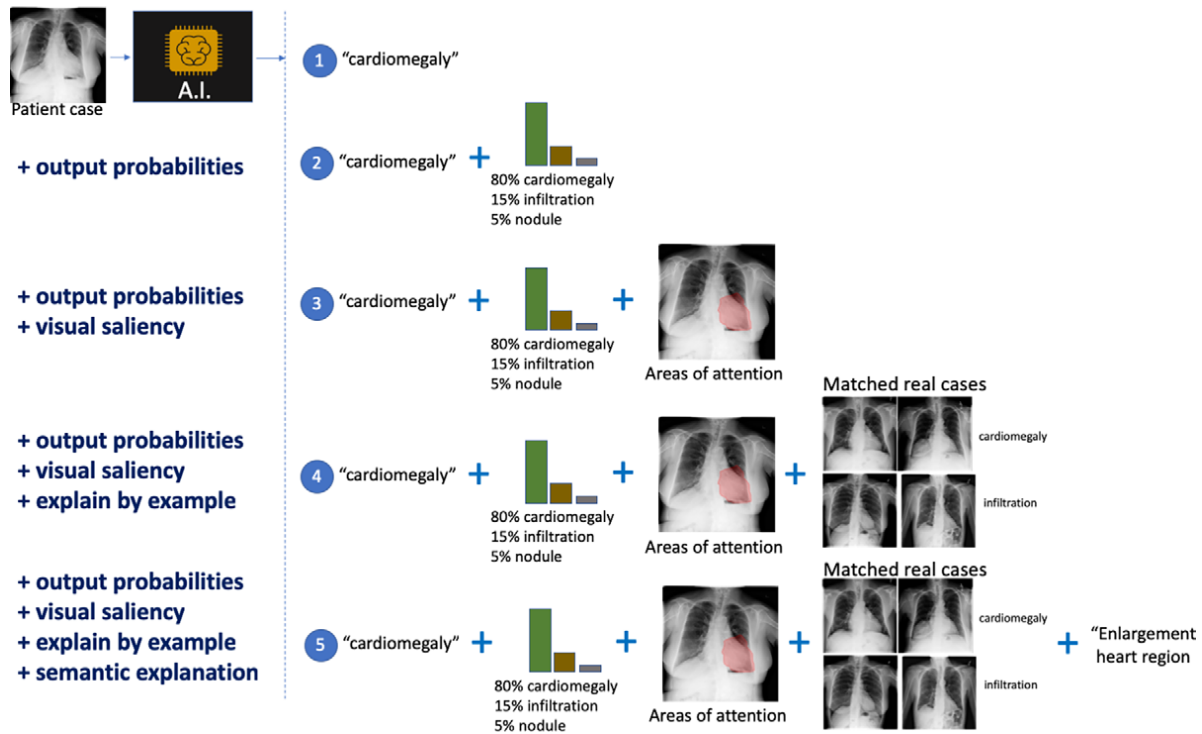 A.I.
Patient case
1 “cardiomegaly”
+ output probabilities
2 “cardiomegaly” +
80% cardiomegaly
15% infiltration
5% nodule
+ output probabilities
+ visual saliency
3 “cardiomegaly” + +
80% cardiomegaly
15% infiltration
5% nodule
Areas of attention
+ output probabilities
+ visual saliency
+ explain by example
4 “cardiomegaly” + + +
80% cardiomegaly
15% infiltration
5% nodule
Areas of attention
Matched real cases
cardiomegaly
infiltration
+ output probabilities
+ visual saliency
+ explain by example
+ semantic explanation
5 “cardiomegaly” + + + +
80% cardiomegaly
15% infiltration
5% nodule
Areas of attention
Matched real cases
cardiomegaly
infiltration
“Enlargement
heart region